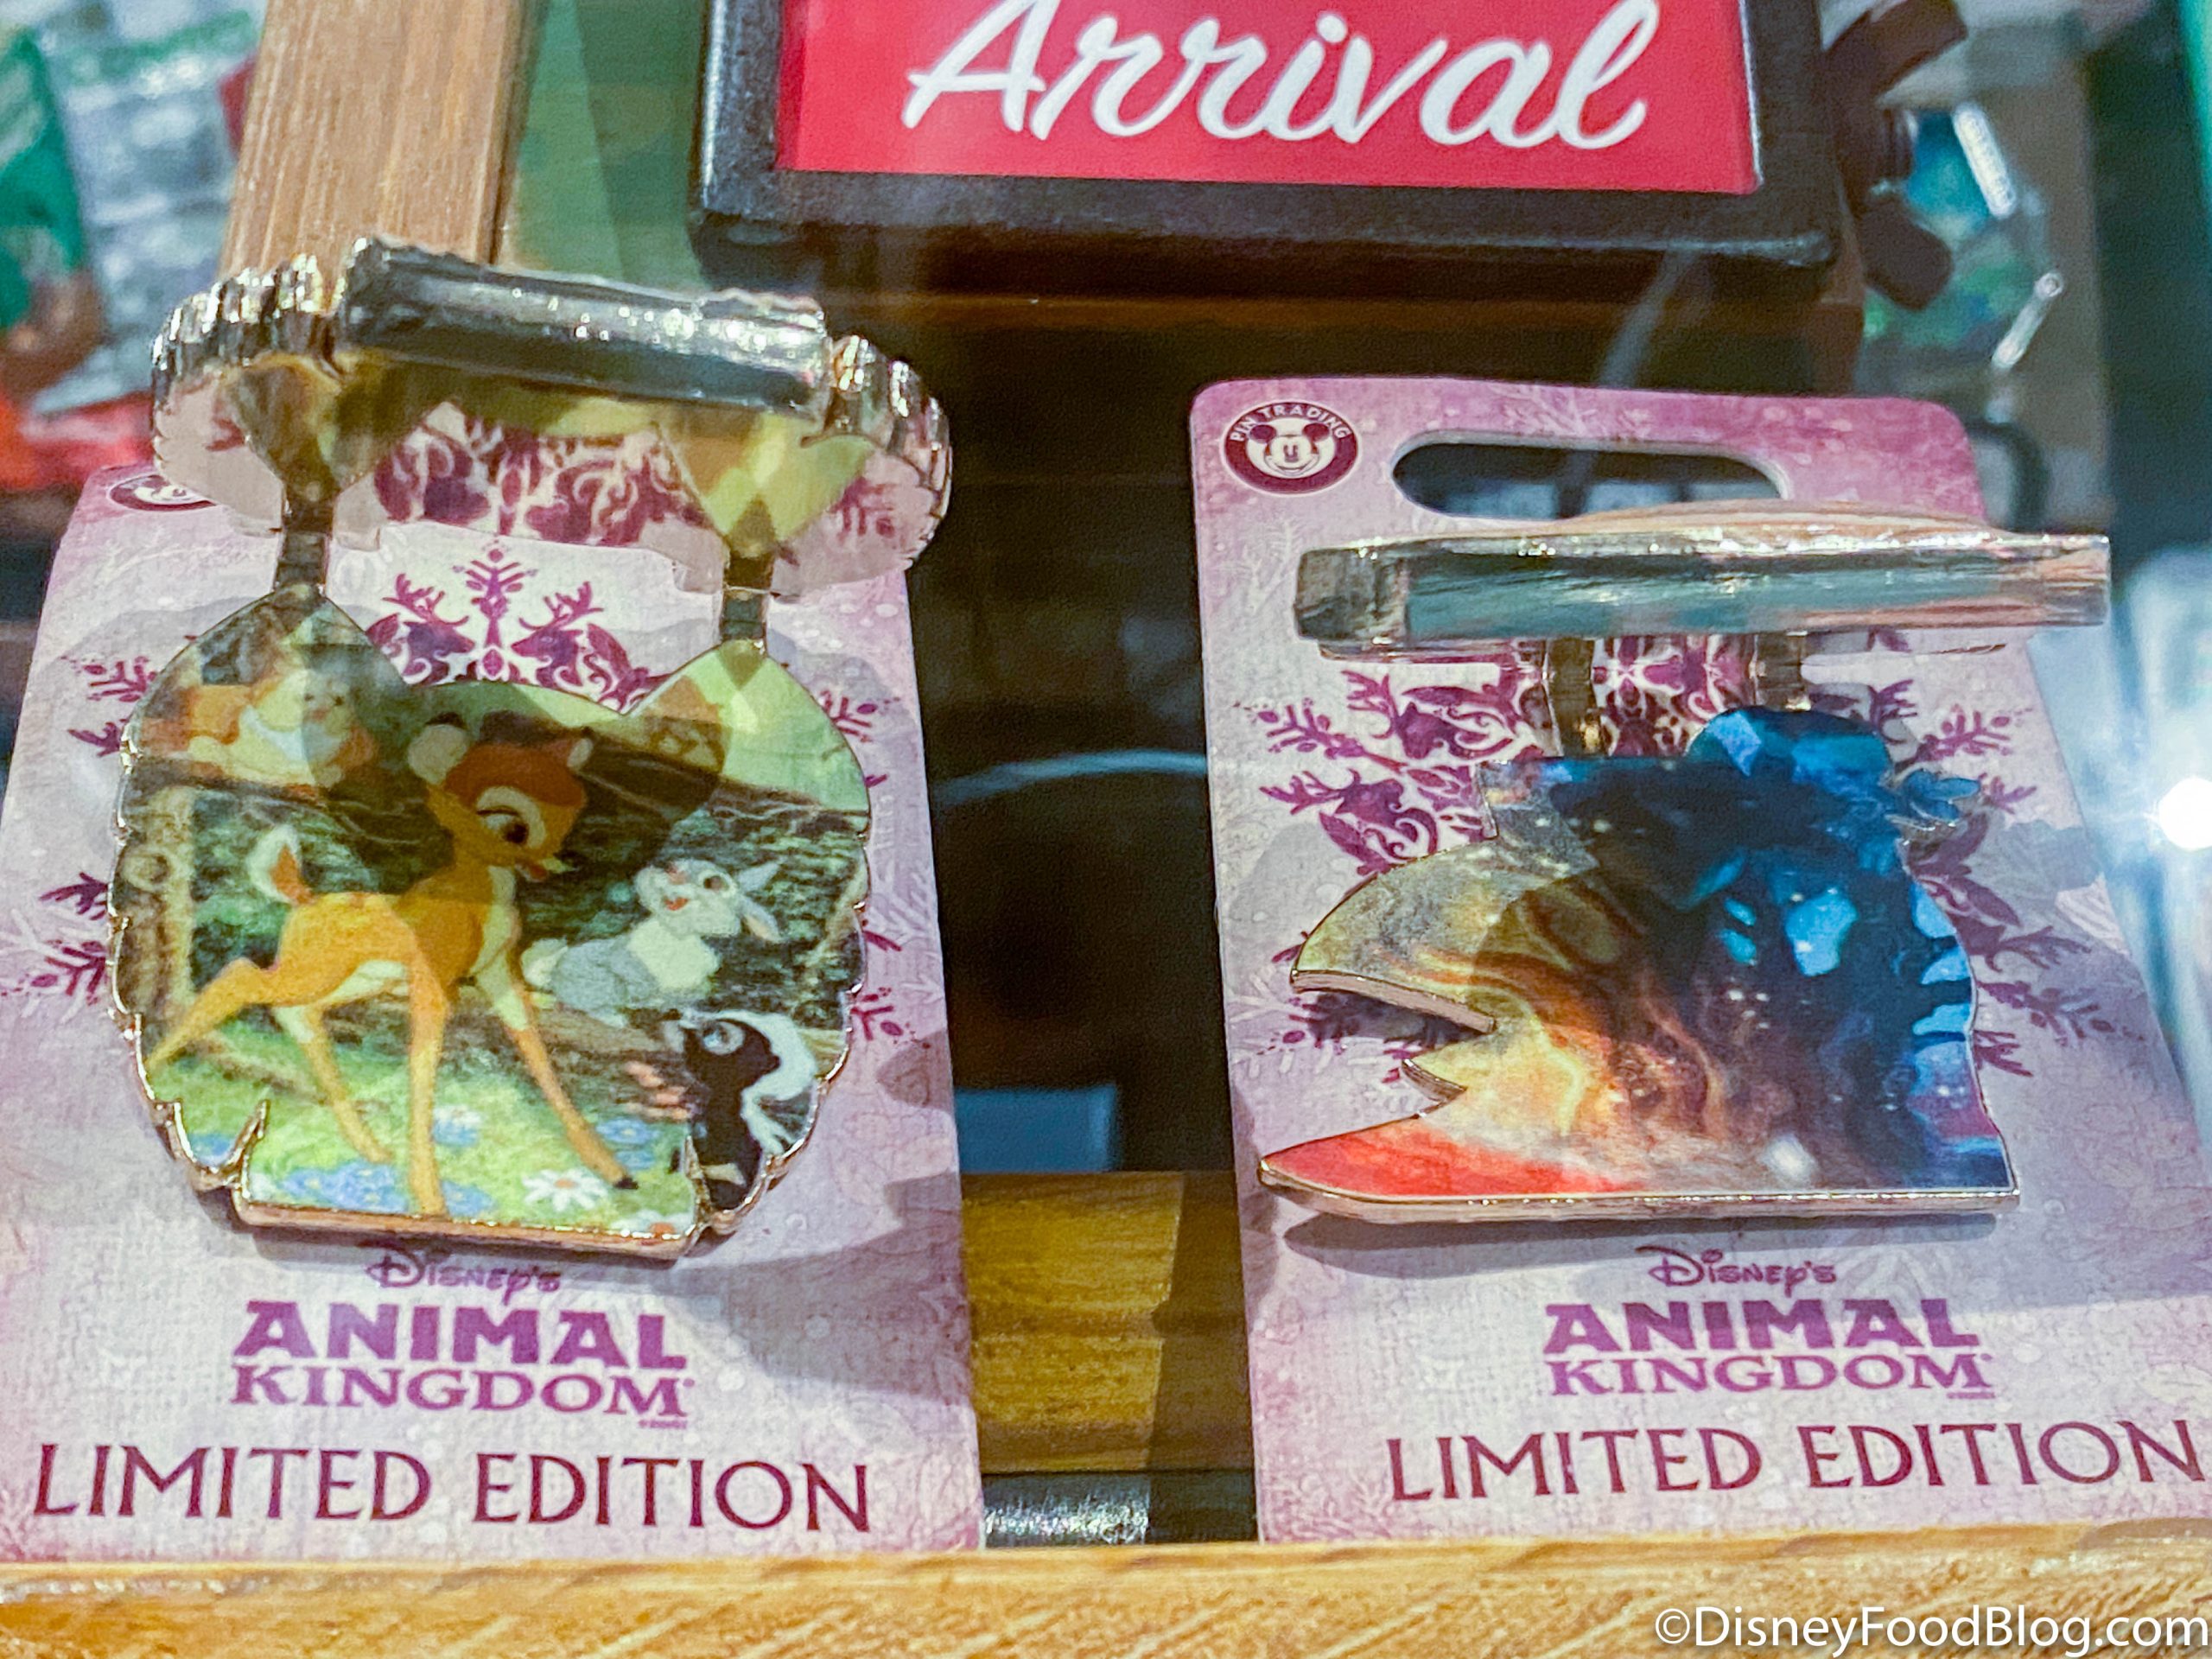 Arrival
PIN TRADING
Disney's
ANIMAL
KINGDOM
LIMITED EDITION
Disney's
ANIMAL
KINGDOM
LIMITED EDITION
©DisneyFoodBlog.com